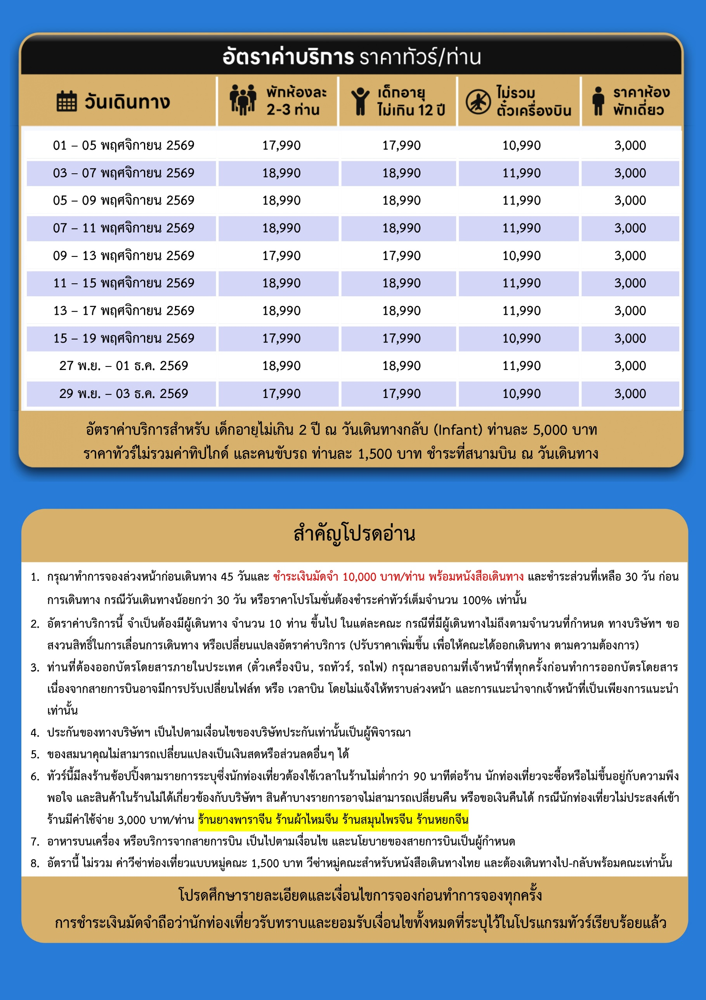 อัตราค่าบริการ ราคาทัวร์/ท่าน
วันเดินทาง พักห้องละ 2-3 ท่าน เด็กอายุ ไม่เกิน 12 ปี ไม่รวม ตั๋วเครื่องบิน ราคาห้อง พักเดี่ยว
01 – 05 พฤศจิกายน 2569 17,990 17,990 10,990 3,000
03 – 07 พฤศจิกายน 2569 18,990 18,990 11,990 3,000
05 – 09 พฤศจิกายน 2569 18,990 18,990 11,990 3,000
07 – 11 พฤศจิกายน 2569 18,990 18,990 11,990 3,000
09 – 13 พฤศจิกายน 2569 17,990 17,990 10,990 3,000
11 – 15 พฤศจิกายน 2569 18,990 18,990 11,990 3,000
13 – 17 พฤศจิกายน 2569 18,990 18,990 11,990 3,000
15 – 19 พฤศจิกายน 2569 17,990 17,990 10,990 3,000
27 พ.ย. – 01 ธ.ค. 2569 18,990 18,990 11,990 3,000
29 พ.ย. – 03 ธ.ค. 2569 17,990 17,990 10,990 3,000
อัตราค่าบริการสำหรับ เด็กอายุไม่เกิน 2 ปี ณ วันเดินทางกลับ (Infant) ท่านละ 5,000 บาท
ราคาทัวร์ไม่รวมค่าทิปไกด์ และคนขับรถ ท่านละ 1,500 บาท ชำระที่สนามบิน ณ วันเดินทาง
สำคัญโปรดอ่าน
1. กรุณาทำการจองล่วงหน้าก่อนเดินทาง 45 วันและ ชำระเงินมัดจำ 10,000 บาท/ท่าน พร้อมหนังสือเดินทาง และชำระส่วนที่เหลือ 30 วัน ก่อน
การเดินทาง กรณีวันเดินทางน้อยกว่า 30 วัน หรือราคาโปรโมชั่นต้องชำระค่าทัวร์เต็มจำนวน 100% เท่านั้น
2. อัตราค่าบริการนี้ จำเป็นต้องมีผู้เดินทาง จำนวน 10 ท่าน ขึ้นไป ในแต่ละคณะ กรณีที่มีผู้เดินทางไม่ถึงตามจำนวนที่กำหนด ทางบริษัทฯ ขอ
สงวนสิทธิ์ในการเลื่อนการเดินทาง หรือเปลี่ยนแปลงอัตราค่าบริการ (ปรับราคาเพิ่มขึ้น เพื่อให้คณะได้ออกเดินทาง ตามความต้องการ)
3. ท่านที่ต้องออกบัตรโดยสารภายในประเทศ (ตั๋วเครื่องบิน, รถทัวร์, รถไฟ) กรุณาสอบถามที่เจ้าหน้าที่ทุกครั้งก่อนทำการออกบัตรโดยสาร
เนื่องจากสายการบินอาจมีการปรับเปลี่ยนไฟล์ท หรือ เวลาบิน โดยไม่แจ้งให้ทราบล่วงหน้า และการแนะนำจากเจ้าหน้าที่เป็นเพียงการแนะนำ
เท่านั้น
4. ประกันของทางบริษัทฯ เป็นไปตามเงื่อนไขของบริษัทประกันเท่านั้นเป็นผู้พิจารณา
5. ของสมนาคุณไม่สามารถเปลี่ยนแปลงเป็นเงินสดหรือส่วนลดอื่นๆ ได้
6. ทัวร์นี้มีลงร้านช้อปปิ้งตามรายการระบุซึ่งนักท่องเที่ยวต้องใช้เวลาในร้านไม่ต่ำกว่า 90 นาทีต่อร้าน นักท่องเที่ยวจะซื้อหรือไม่ขึ้นอยู่กับความพึง
พอใจ และสินค้าในร้านไม่ได้เกี่ยวข้องกับบริษัทฯ สินค้าบางรายการอาจไม่สามารถเปลี่ยนคืน หรือขอเงินคืนได้ กรณีนักท่องเที่ยวไม่ประสงค์เข้า
ร้านมีค่าใช้จ่าย 3,000 บาท/ท่าน ร้านยางพาราจีน ร้านผ้าไหมจีน ร้านสมุนไพรจีน ร้านหยกจีน
7. อาหารบนเครื่อง หรือบริการจากสายการบิน เป็นไปตามเงื่อนไข และนโยบายของสายการบินเป็นผู้กำหนด
8. อัตรานี้ ไม่รวม ค่าวีซ่าท่องเที่ยวแบบหมู่คณะ 1,500 บาท วีซ่าหมู่คณะสำหรับหนังสือเดินทางไทย และต้องเดินทางไป-กลับพร้อมคณะเท่านั้น
โปรดศึกษารายละเอียดและเงื่อนไขการจองก่อนทำการจองทุกครั้ง
การชำระเงินมัดจำถือว่านักท่องเที่ยวรับทราบและยอมรับเงื่อนไขทั้งหมดที่ระบุไว้ในโปรแกรมทัวร์เรียบร้อยแล้ว